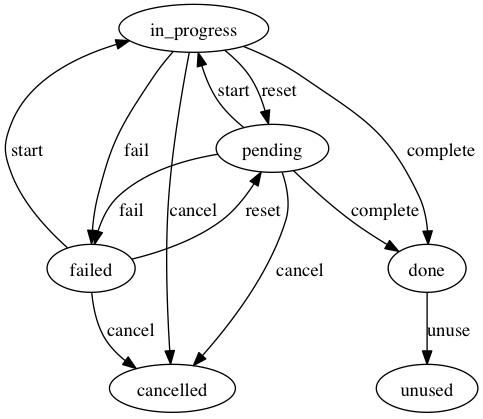 in_progress
start
reset
pending
start
fail
complete
fail
cancel
reset
complete
failed
cancel
done
cancel
unuse
cancelled
unused